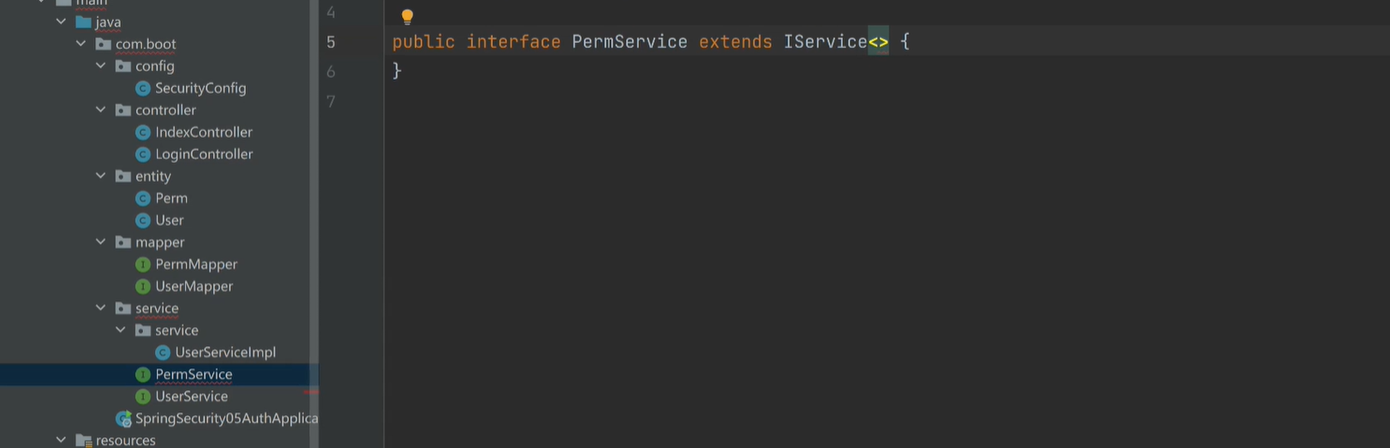 main
java
com.boot
config
SecurityConfig
controller
IndexController
LoginController
entity
Perm
User
mapper
PermMapper
UserMapper
service
service
UserServiceImpl
PermService
UserService
SpringSecurity05AuthApplica
resources
4
5 public interface PermService extends IService<> {
6 }
7